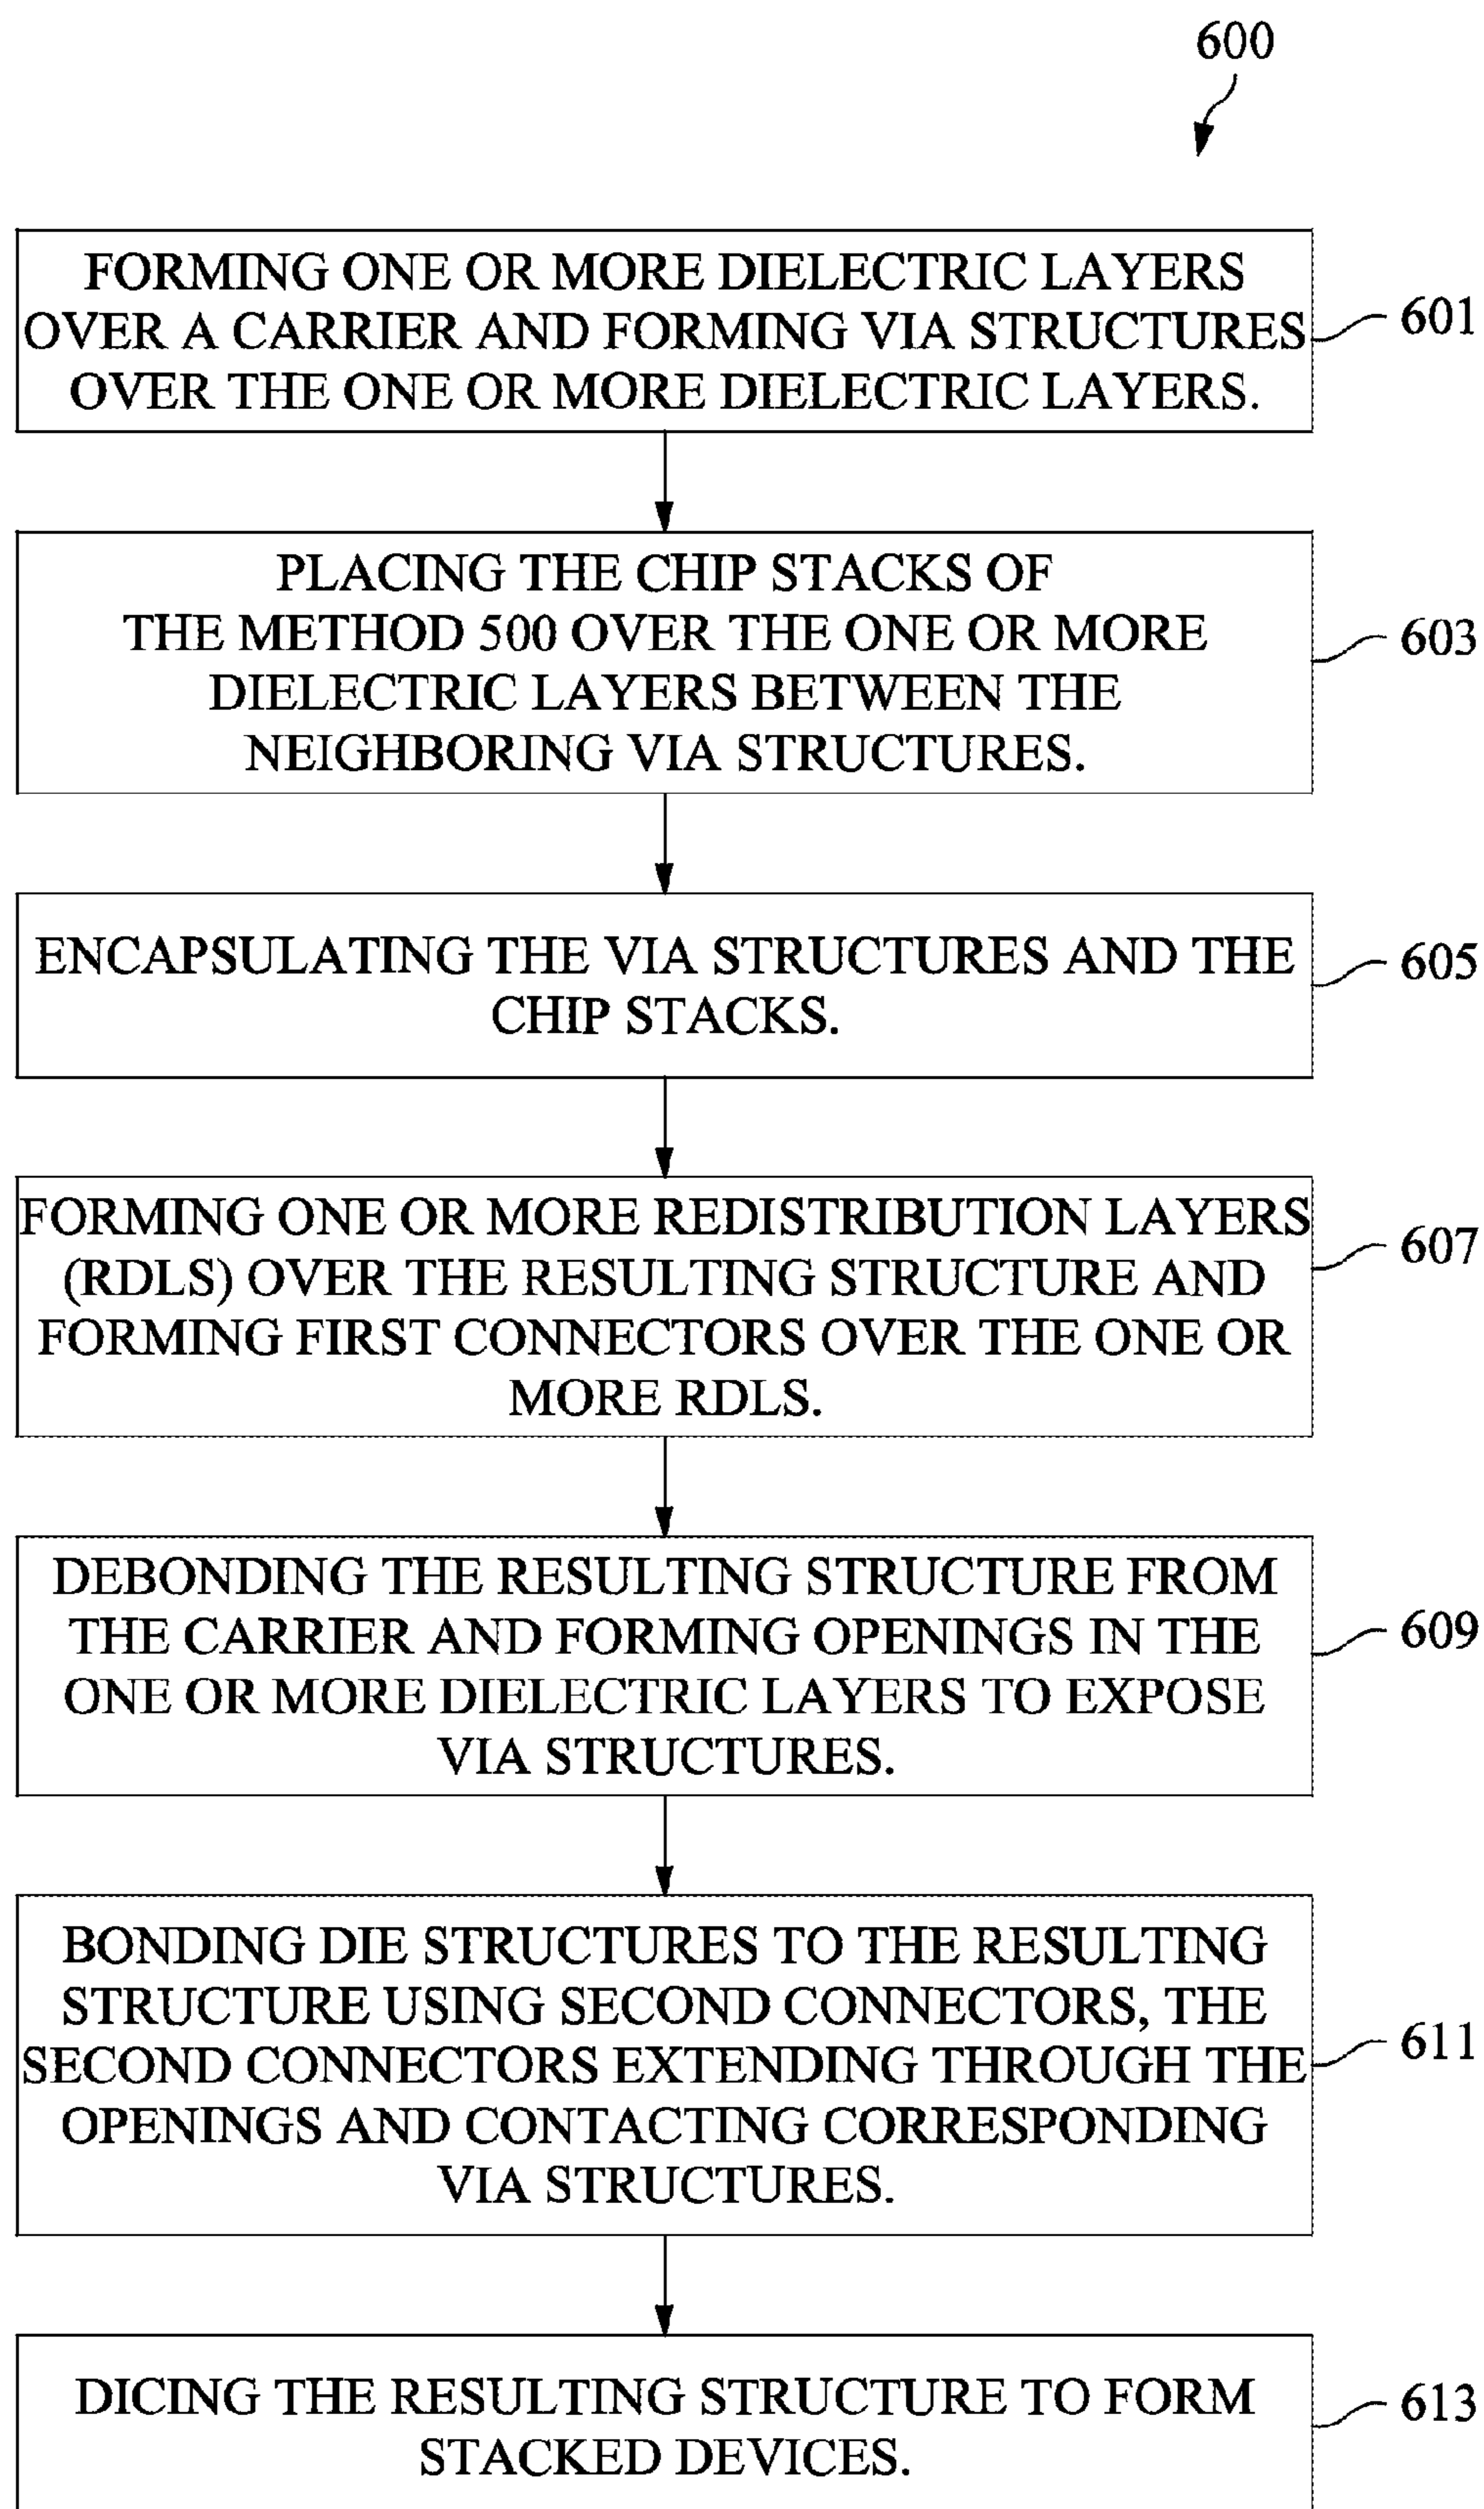 600
FORMING ONE OR MORE DIELECTRIC LAYERS
OVER A CARRIER AND FORMING VIA STRUCTURES
OVER THE ONE OR MORE DIELECTRIC LAYERS.
601
PLACING THE CHIP STACKS OF
THE METHOD 500 OVER THE ONE OR MORE
DIELECTRIC LAYERS BETWEEN THE
NEIGHBORING VIA STRUCTURES.
603
ENCAPSULATING THE VIA STRUCTURES AND THE
CHIP STACKS.
605
FORMING ONE OR MORE REDISTRIBUTION LAYERS
(RDLS) OVER THE RESULTING STRUCTURE AND
FORMING FIRST CONNECTORS OVER THE ONE OR
MORE RDLS.
607
DEBONDING THE RESULTING STRUCTURE FROM
THE CARRIER AND FORMING OPENINGS IN THE
ONE OR MORE DIELECTRIC LAYERS TO EXPOSE
VIA STRUCTURES.
609
BONDING DIE STRUCTURES TO THE RESULTING
STRUCTURE USING SECOND CONNECTORS, THE
SECOND CONNECTORS EXTENDING THROUGH THE
OPENINGS AND CONTACTING CORRESPONDING
VIA STRUCTURES.
611
DICING THE RESULTING STRUCTURE TO FORM
STACKED DEVICES.
613